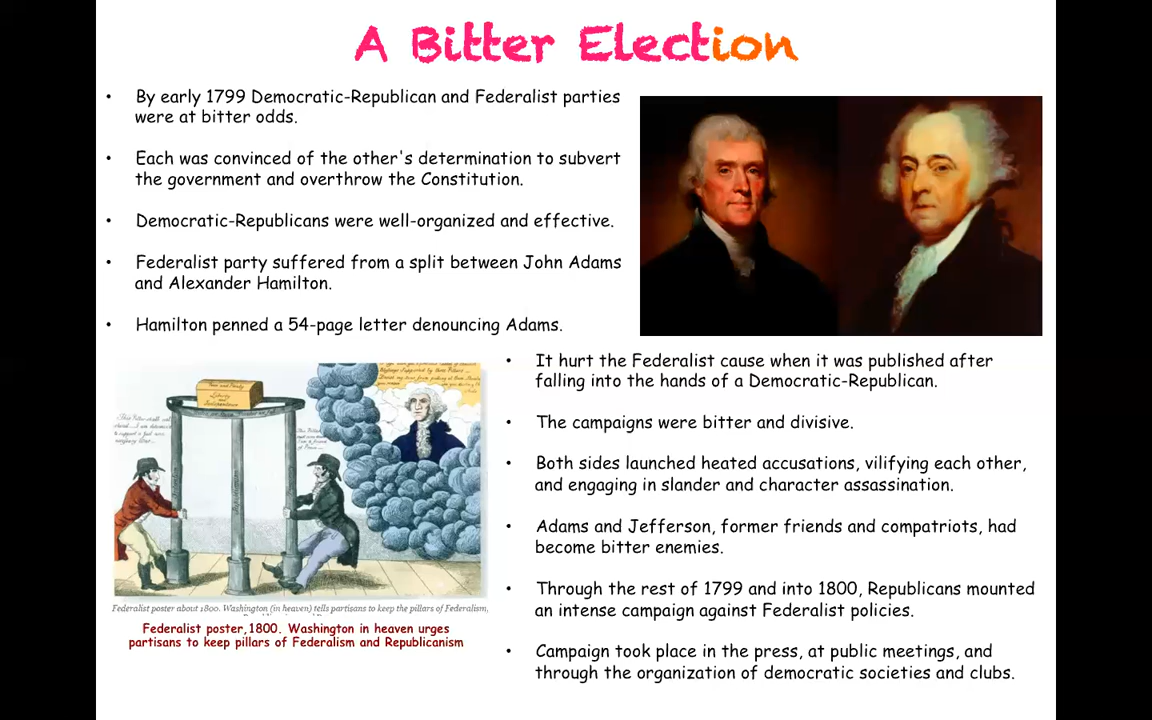 A Bitter Election
• By early 1799 Democratic-Republican and Federalist parties
were at bitter odds.
• Each was convinced of the other's determination to subvert
the government and overthrow the Constitution.
• Democratic-Republicans were well-organized and effective.
• Federalist party suffered from a split between John Adams
and Alexander Hamilton.
• Hamilton penned a 54-page letter denouncing Adams.
• It hurt the Federalist cause when it was published after
falling into the hands of a Democratic-Republican.
• The campaigns were bitter and divisive.
• Both sides launched heated accusations, vilifying each other,
and engaging in slander and character assassination.
• Adams and Jefferson, former friends and compatriots, had
become bitter enemies.
• Through the rest of 1799 and into 1800, Republicans mounted
an intense campaign against Federalist policies.
• Campaign took place in the press, at public meetings, and
through the organization of democratic societies and clubs.
This Pillar shall
Liberty
Independence
Federalist poster about 1800. Washington (in heaven) tells partisans to keep the pillars of Federalism,
Federalist poster,1800. Washington in heaven urges
partisans to keep pillars of Federalism and Republicanism